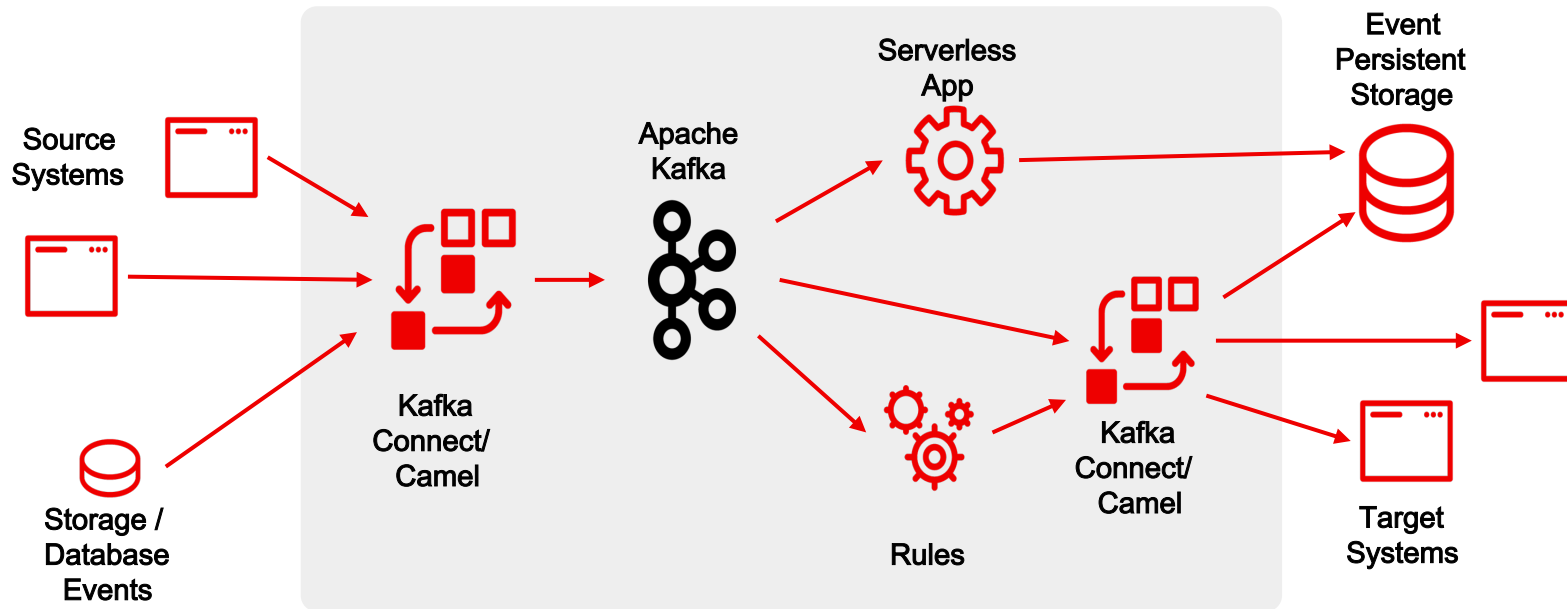 Source
Systems
Storage /
Database
Events
Kafka
Connect/
Camel
Apache
Kafka
Serverless
App
Rules
Kafka
Connect/
Camel
Event
Persistent
Storage
Target
Systems